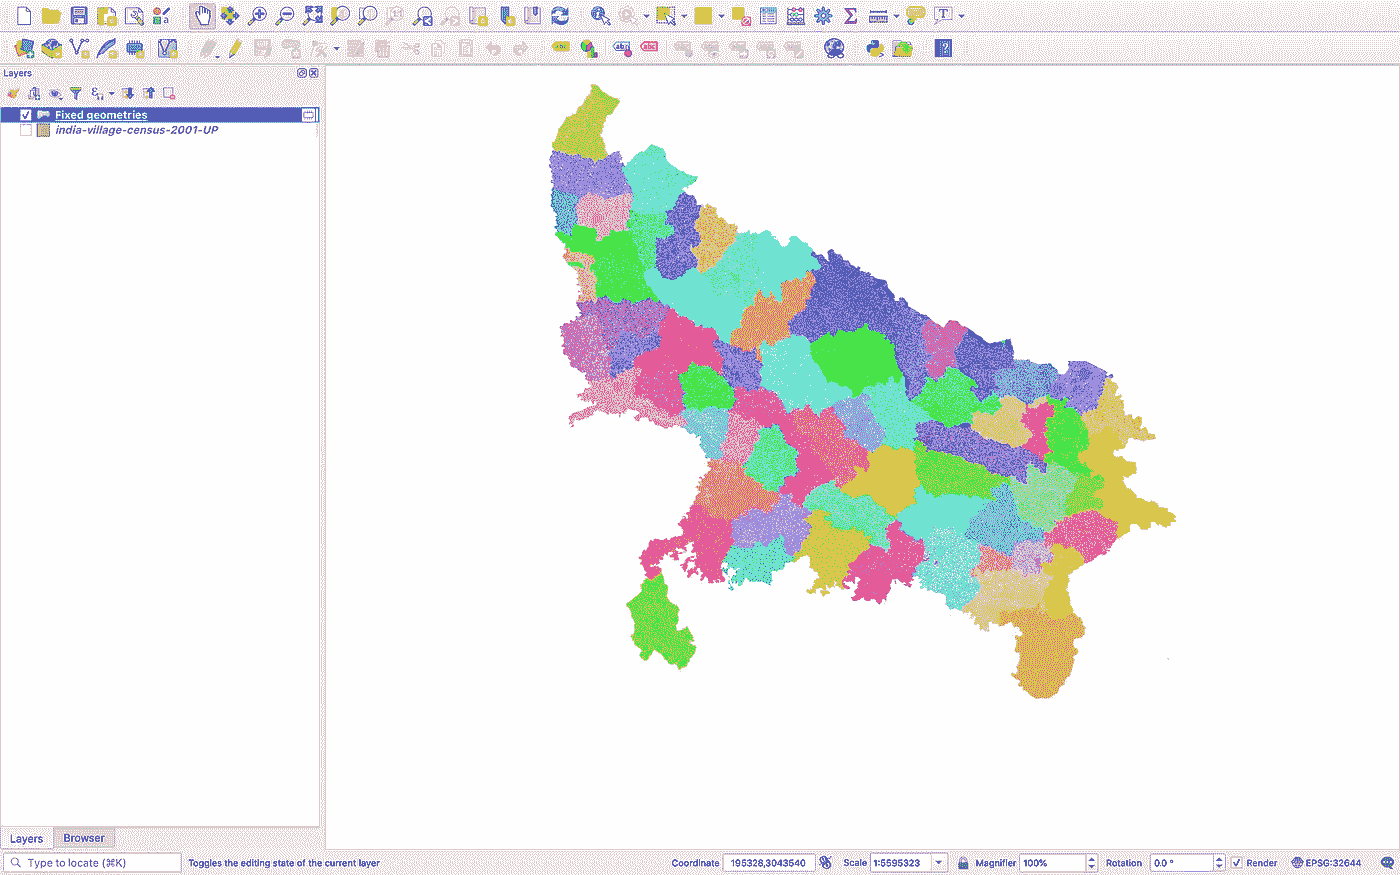 Layers
Fixed geometries
india-village-census-2001-UP
Layers
Browser
Type to locate (⌘K)
Toggles the editing state of the current layer
Coordinate 195328,3043540
Scale 1:5595323
Magnifier 100%
Rotation 0.0 °
Render
EPSG:32644